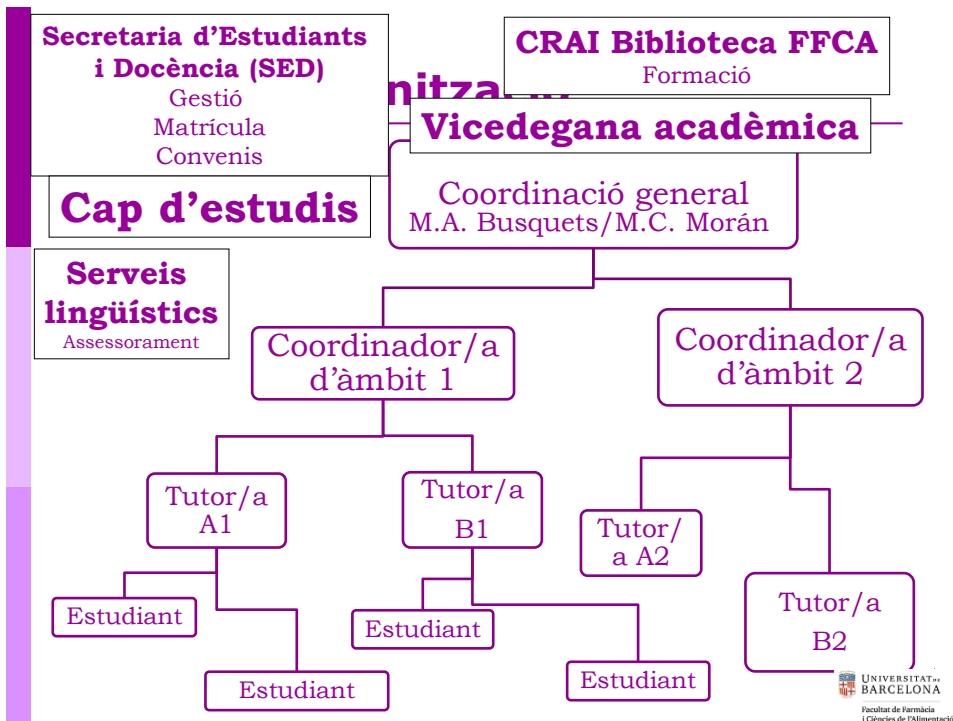 Secretaria d’Estudiants
i Docència (SED)
Gestió
Matrícula
Convenis
CRAI Biblioteca FFCA
Formació
Vicedegana acadèmica
Cap d’estudis
Coordinació general
M.A. Busquets/M.C. Morán
Serveis
lingüístics
Assessorament
Coordinador/a
d’àmbit 1
Coordinador/a
d’àmbit 2
Tutor/a
A1
Tutor/a
B1
Tutor/
a A2
Tutor/a
B2
Estudiant
Estudiant
Estudiant
Estudiant
UNIVERSITAT DE
BARCELONA
Facultat de Farmàcia
i Ciències de l’Alimentació